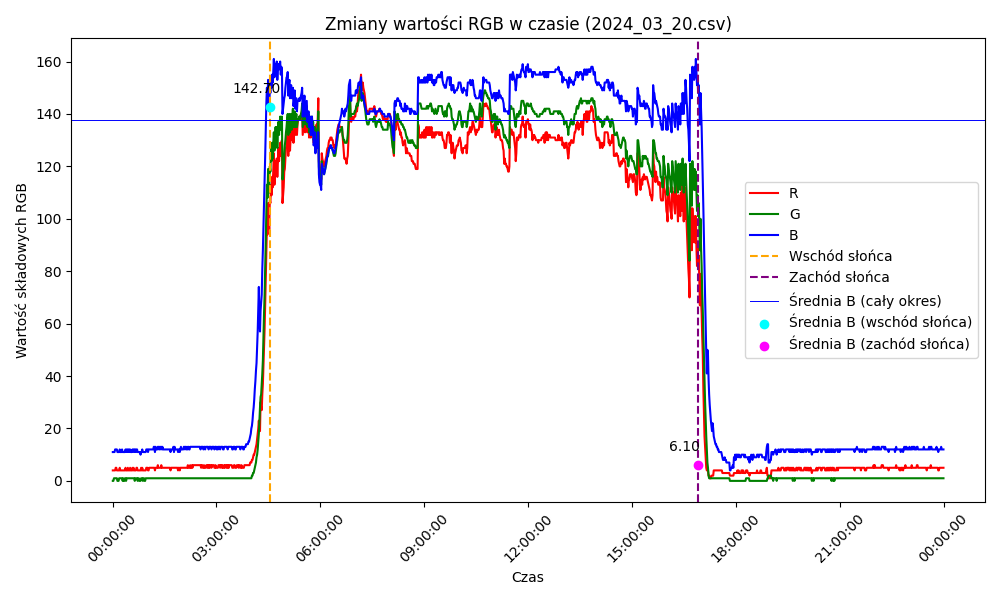 Zmiany wartości RGB w czasie (2024_03_20.csv)
Wartość składowych RGB
160
140
120
100
80
60
40
20
0
142.70
6.10
R
G
B
Wschód słońca
Zachód słońca
Średnia B (cały okres)
Średnia B (wschód słońca)
Średnia B (zachód słońca)
00:00:00
03:00:00
06:00:00
09:00:00
12:00:00
15:00:00
18:00:00
21:00:00
00:00:00
Czas